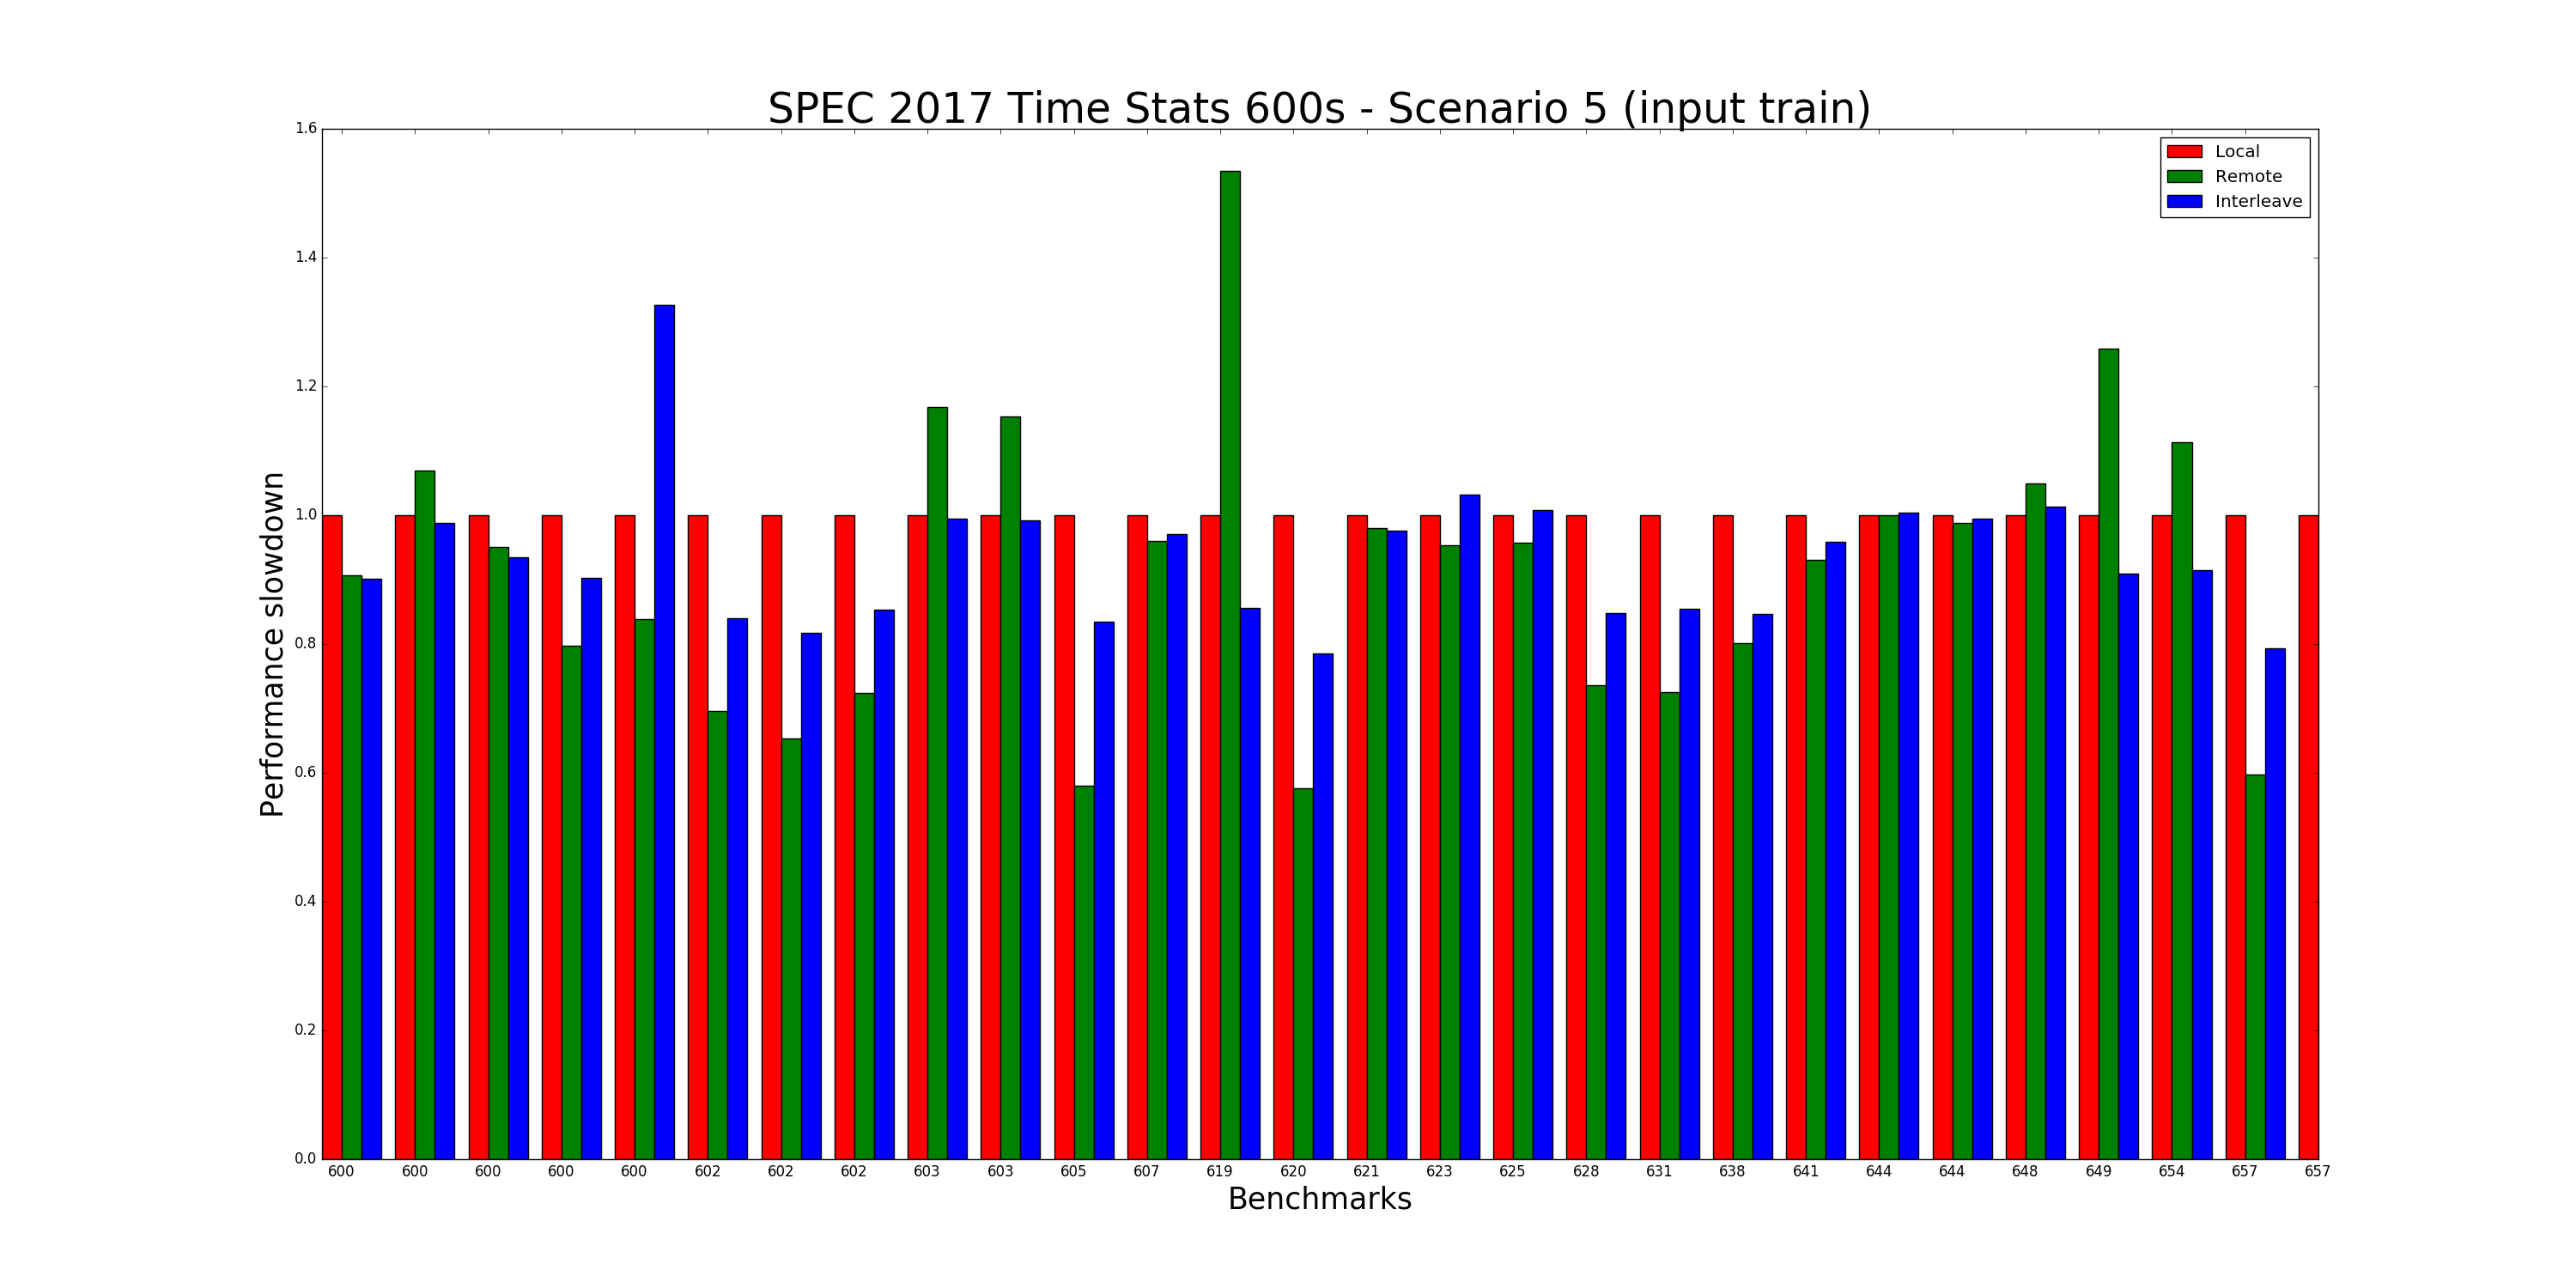 SPEC 2017 Time Stats 600s - Scenario 5 (input train)
Local
Remote
Interleave
Performance slowdown
1.6
1.4
1.2
1.0
0.8
0.6
0.4
0.2
0.0
600 600 600 600 600 602 602 602 603 603 605 607 619 620 621 623 625 628 631 638 641 644 644 648 649 654 657 657
Benchmarks